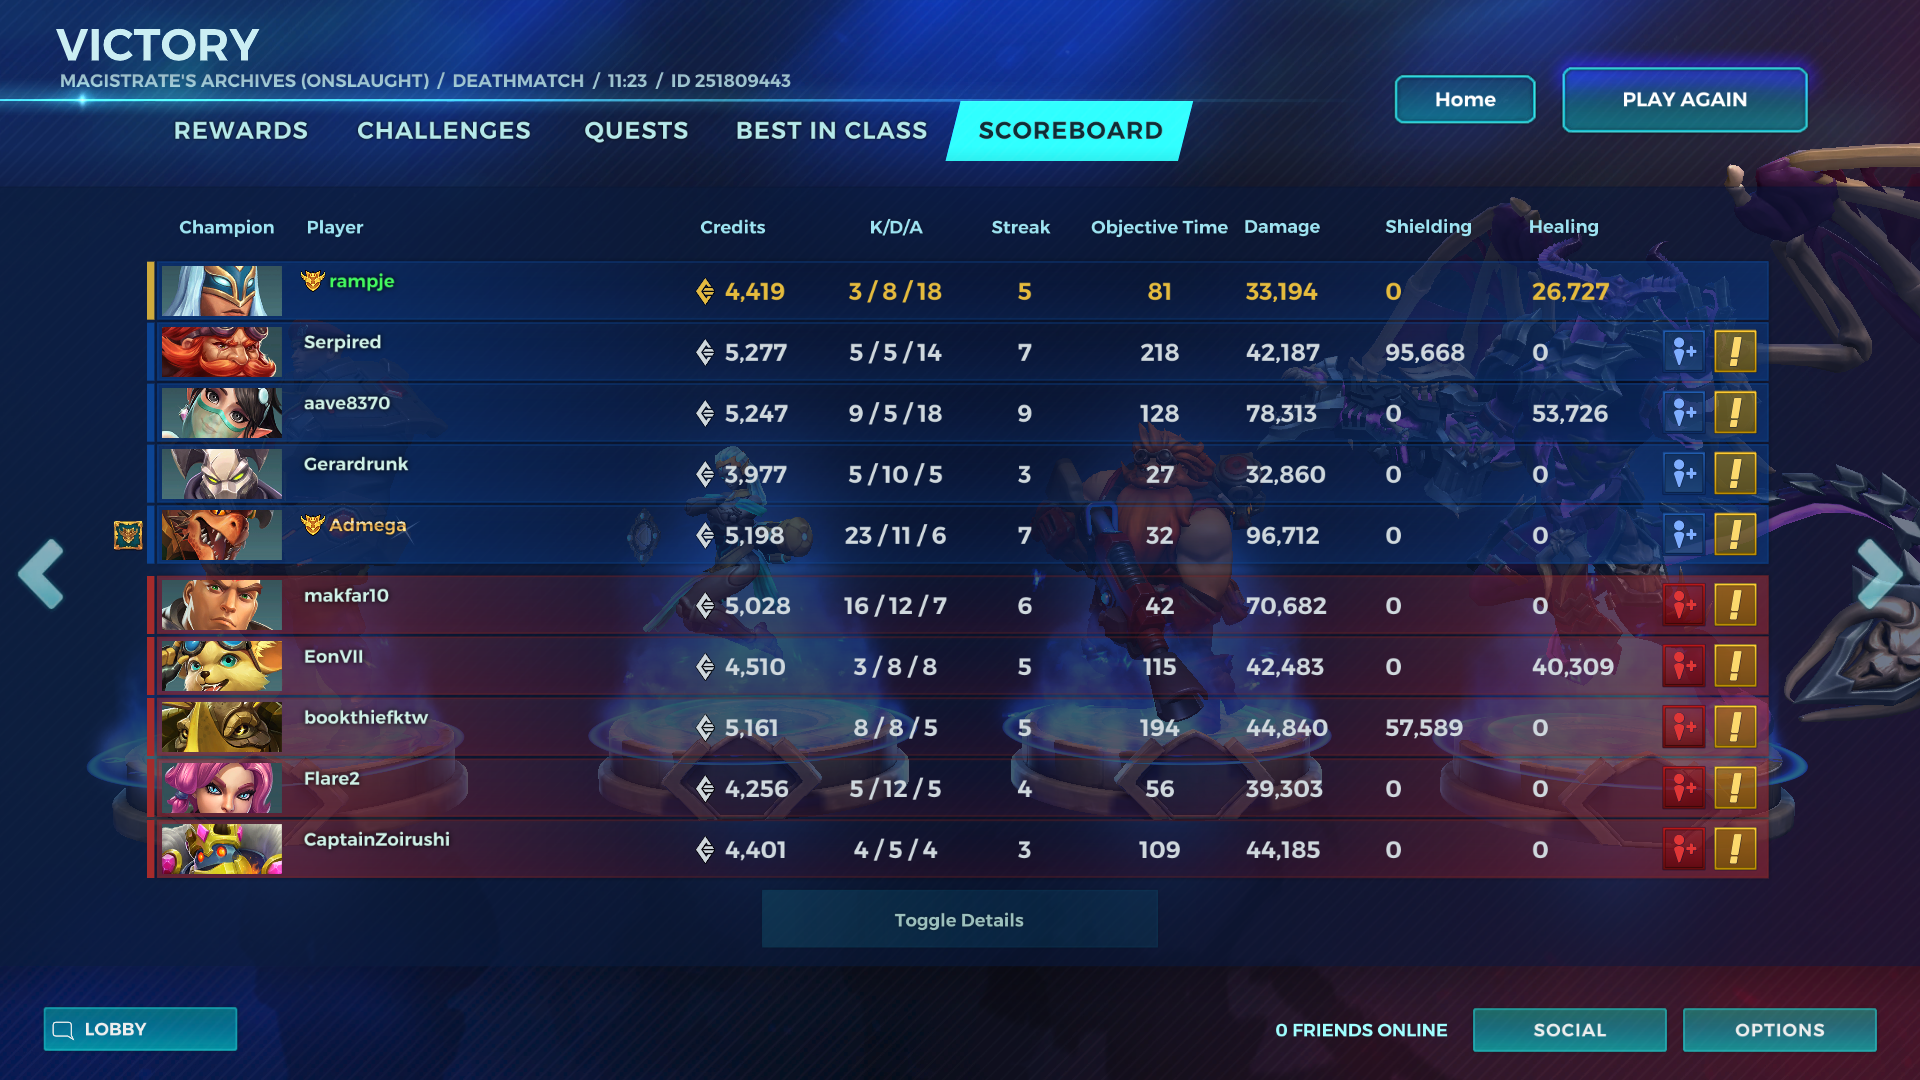 VICTORY
MAGISTRATE'S ARCHIVES (ONSLAUGHT) / DEATHMATCH / 11:23 / ID 251809443
Home
PLAY AGAIN
REWARDS CHALLENGES QUESTS BEST IN CLASS SCOREBOARD
Champion Player Credits K/D/A Streak Objective Time Damage Shielding Healing
rampje 4,419 3 / 8 / 18 5 81 33,194 0 26,727
Serpired 5,277 5 / 5 / 14 7 218 42,187 95,668 0
aave8370 5,247 9 / 5 / 18 9 128 78,313 0 53,726
Gerardrunk 3,977 5 / 10 / 5 3 27 32,860 0 0
Admega 5,198 23 / 11 / 6 7 32 96,712 0 0
makfar10 5,028 16 / 12 / 7 6 42 70,682 0 0
EonVII 4,510 3 / 8 / 8 5 115 42,483 0 40,309
bookthiefktw 5,161 8 / 8 / 5 5 194 44,840 57,589 0
Flare2 4,256 5 / 12 / 5 4 56 39,303 0 0
CaptainZoirushi 4,401 4 / 5 / 4 3 109 44,185 0 0
Toggle Details
LOBBY
0 FRIENDS ONLINE
SOCIAL
OPTIONS